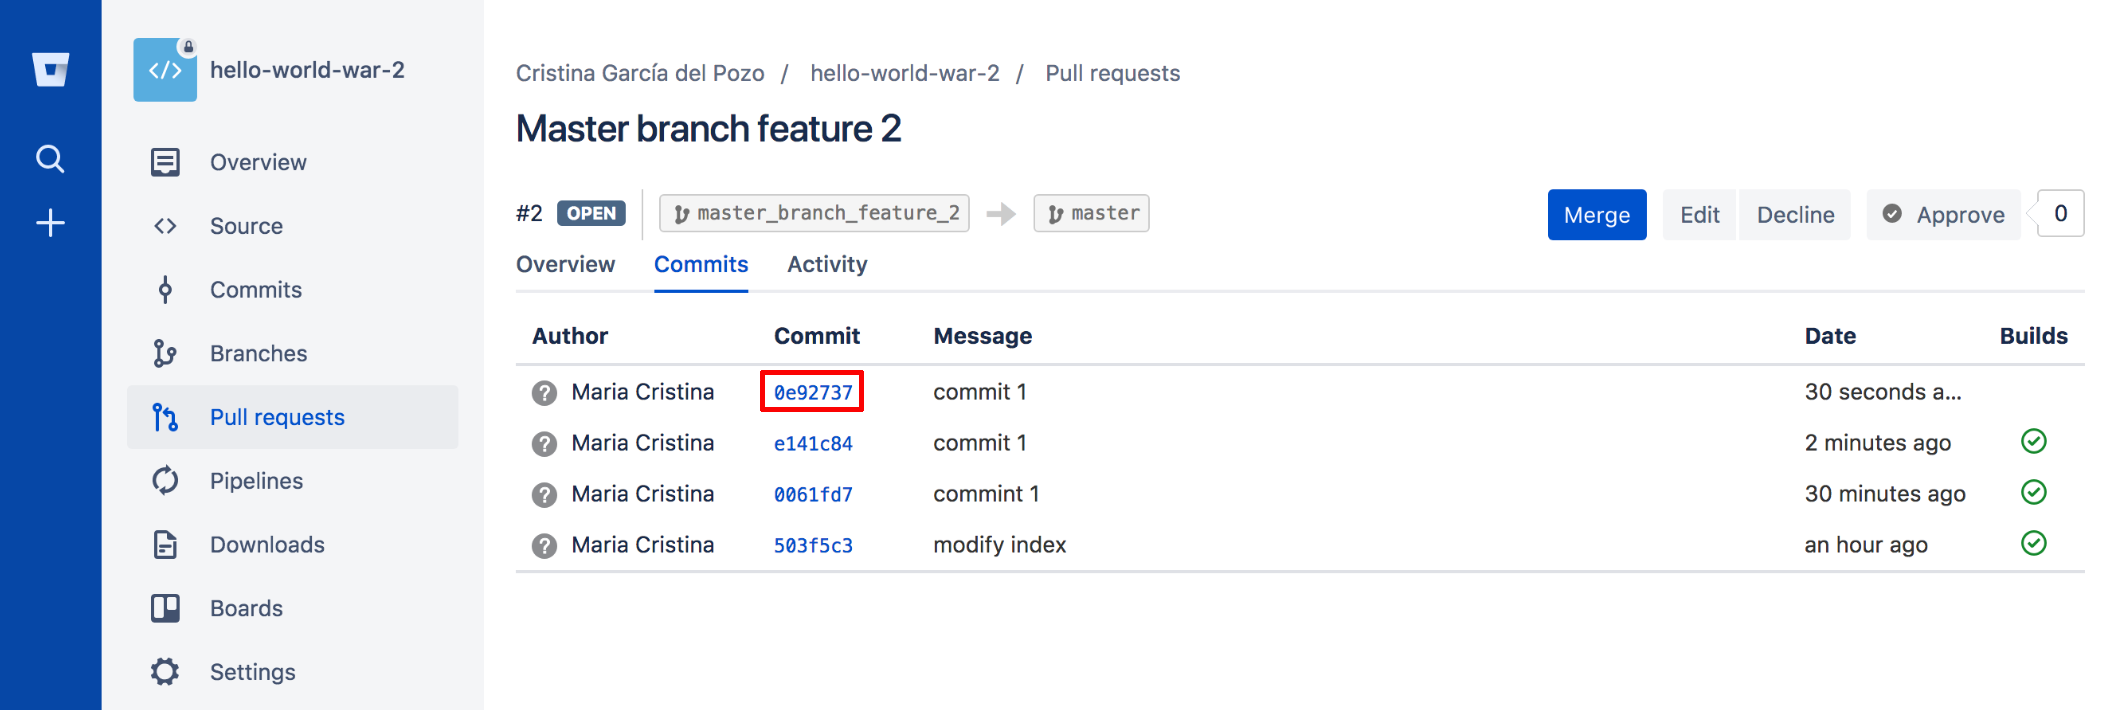 hello-world-war-2
Overview
Source
Commits
Branches
Pull requests
Pipelines
Downloads
Boards
Settings
Cristina García del Pozo / hello-world-war-2 / Pull requests
Master branch feature 2
#2 OPEN master_branch_feature_2 master
Merge Edit Decline Approve 0
Overview Commits Activity
Author Commit Message Date Builds
Maria Cristina 0e92737 commit 1 30 seconds a...
Maria Cristina e141c84 commit 1 2 minutes ago
Maria Cristina 0061fd7 commint 1 30 minutes ago
Maria Cristina 503f5c3 modify index an hour ago